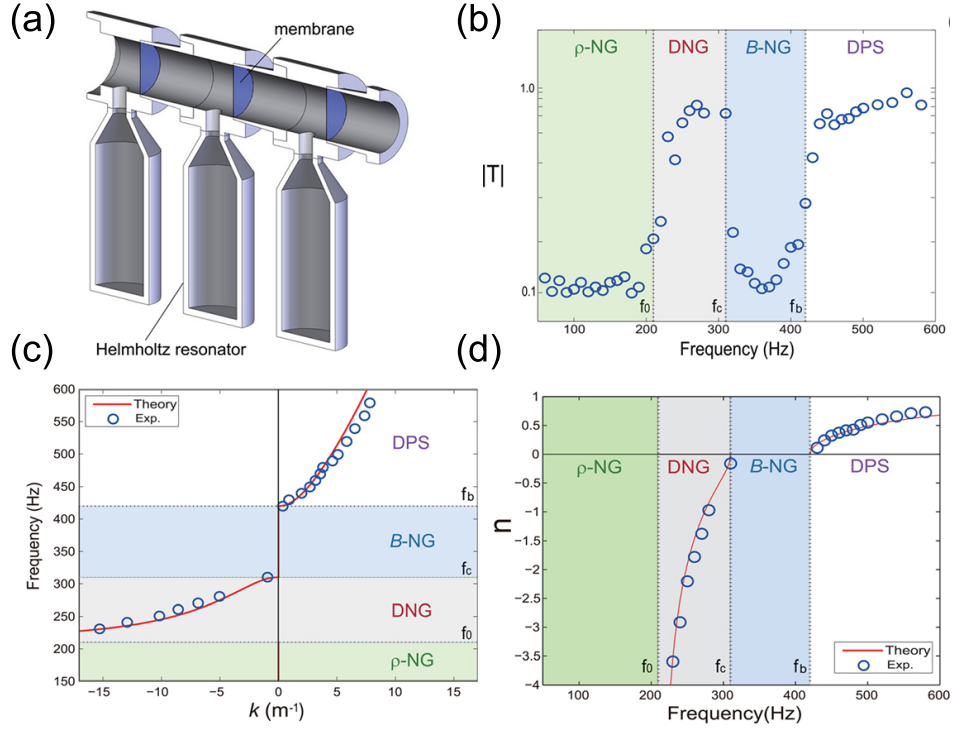 (a)
membrane
Helmholtz resonator
(b)
ρ-NG DNG B-NG DPS
1.0
|T|
0.1
f0 fc fb
100 200 300 400 500 600
Frequency (Hz)
(c)
600
550
500
450
400
350
300
250
200
150
Frequency (Hz)
Theory
Exp.
DPS
fb
B-NG
fc
DNG
f0
ρ-NG
-15 -10 -5 0 5 10 15
k (m-1)
(d)
1
0.5
0
-0.5
-1
-1.5
-2
-2.5
-3
-3.5
-4
n
ρ-NG DNG B-NG DPS
f0 fc fb
Theory
Exp.
100 200 300 400 500 600
Frequency(Hz)